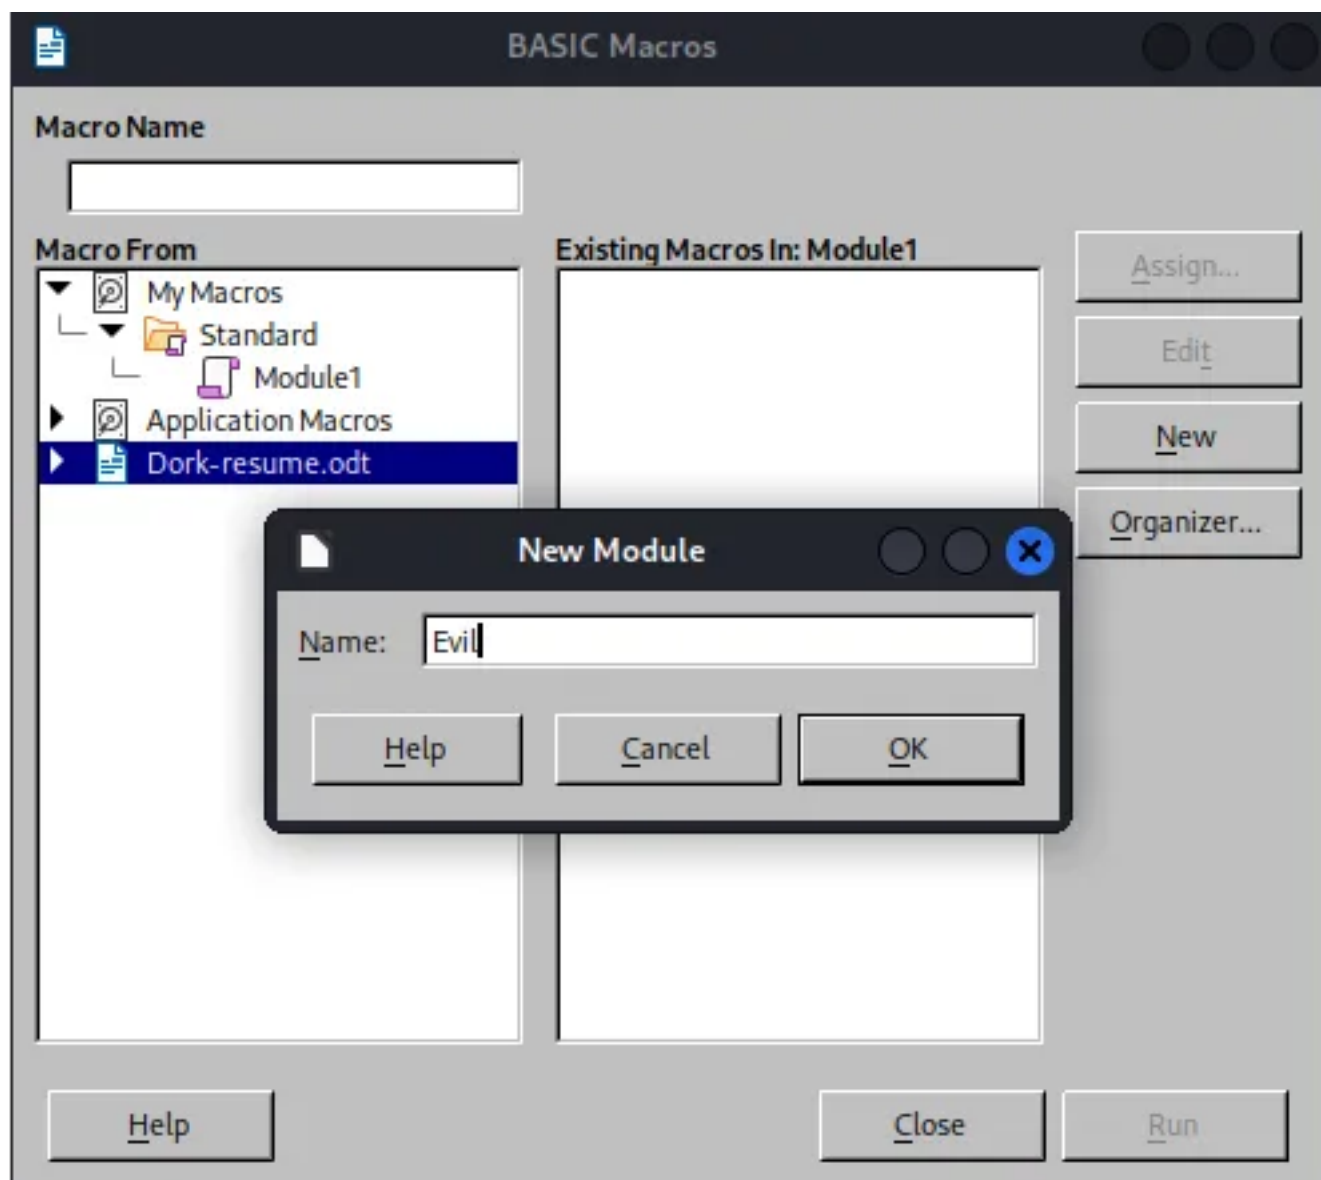 BASIC Macros
Macro Name
Macro From
Existing Macros In: Module1
Assign...
My Macros
Standard
Edit
Module1
Application Macros
New
Dork-resume.odt
Organizer...
New Module
Name: Evil
Help Cancel OK
Help Close Run